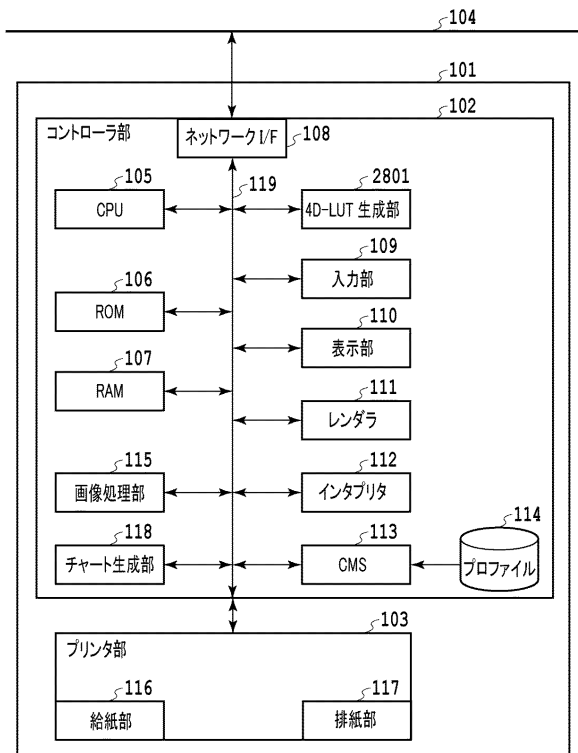 104
101
102
コントローラ部
ネットワーク I/F
108
105
119
2801
CPU
4D-LUT 生成部
109
入力部
106
ROM
110
表示部
107
RAM
111
レンダラ
115
112
画像処理部
インタプリタ
118
113
114
チャート生成部
CMS
プロファイル
103
プリンタ部
116
117
給紙部
排紙部